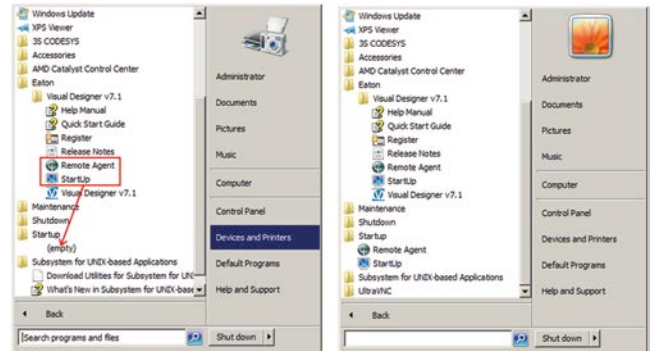 Windows Update
XPS Viewer
3S CODESYS
Accessories
AMD Catalyst Control Center
Eaton
Visual Designer v7.1
Help Manual
Quick Start Guide
Register
Release Notes
Remote Agent
StartUp
Visual Designer v7.1
Maintenance
Shutdown
Startup
(empty)
Subsystem for UNIX-based Applications
Download Utilities for Subsystem for UNI
What's New in Subsystem for UNIX-base
Back
Search programs and files
Administrator
Documents
Pictures
Music
Computer
Control Panel
Devices and Printers
Default Programs
Help and Support
Shut down
Windows Update
XPS Viewer
3S CODESYS
Accessories
AMD Catalyst Control Center
Eaton
Visual Designer v7.1
Help Manual
Quick Start Guide
Register
Release Notes
Remote Agent
StartUp
Visual Designer v7.1
Maintenance
Shutdown
Startup
Remote Agent
StartUp
Subsystem for UNIX-based Applications
UltraVNC
Back
Administrator
Documents
Pictures
Music
Computer
Control Panel
Devices and Printers
Default Programs
Help and Support
Shut down